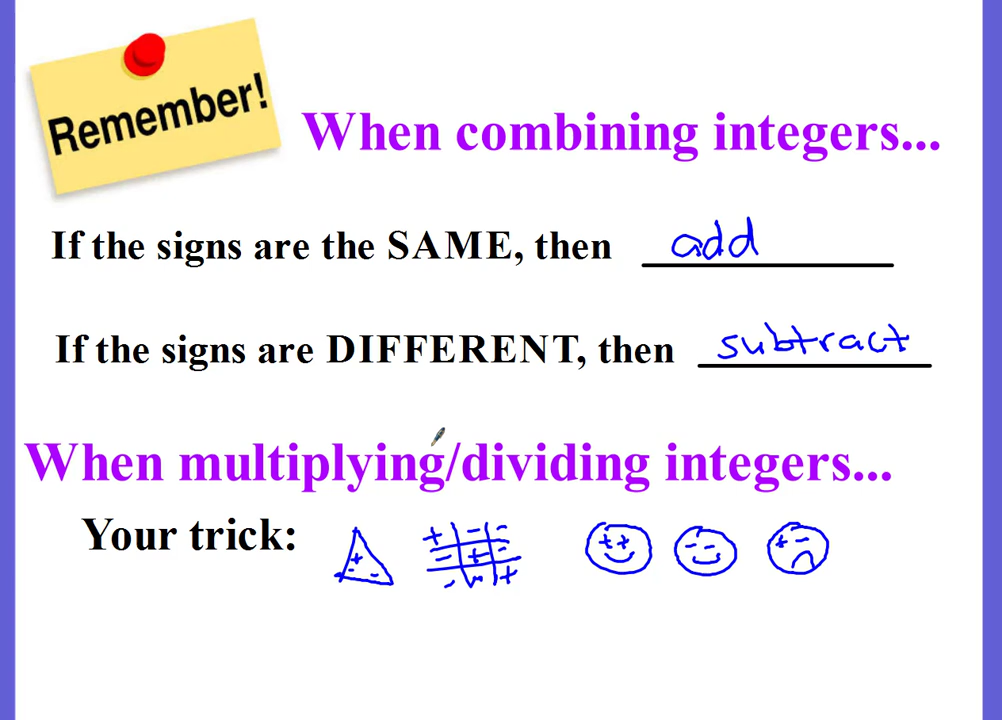 Remember!
When combining integers...
If the signs are the SAME, then add
If the signs are DIFFERENT, then subtract
When multiplying/dividing integers...
Your trick:
+ - -
+ - - ++ -- +-
- + -
- - - +